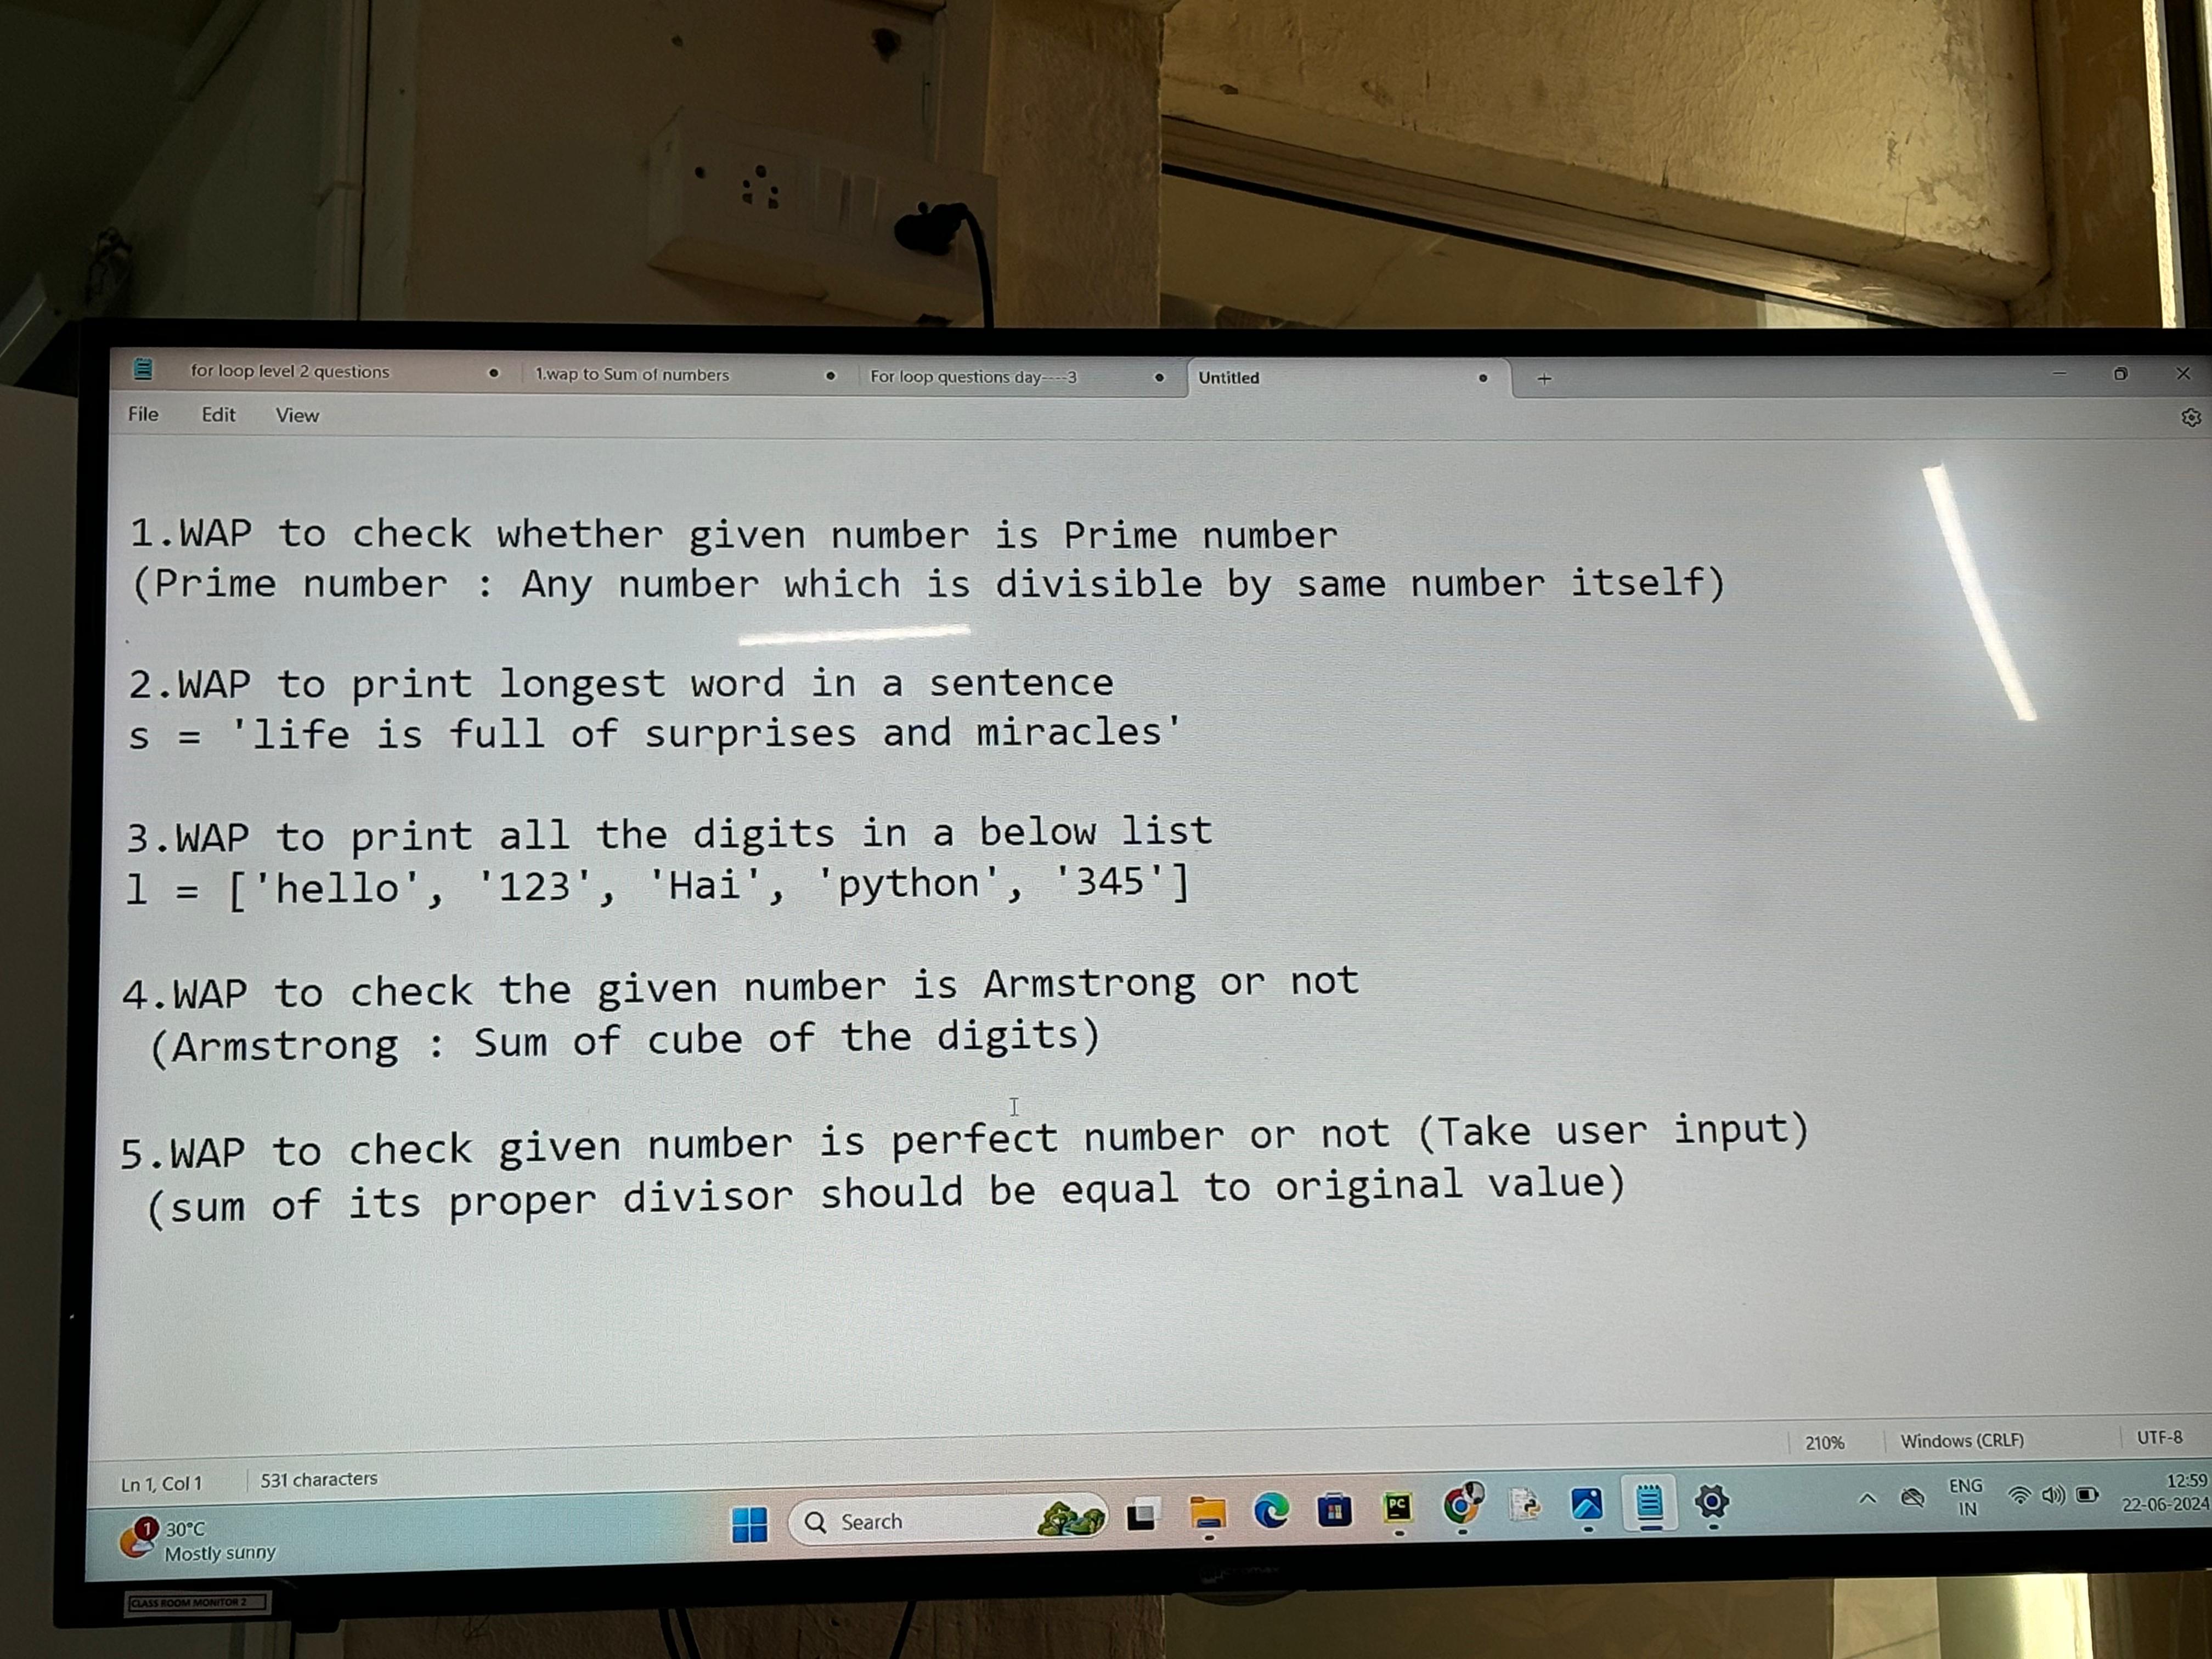 for loop level 2 questions
1.wap to Sum of numbers
For loop questions day----3
Untitled
File Edit View
1.WAP to check whether given number is Prime number
(Prime number : Any number which is divisible by same number itself)
2.WAP to print longest word in a sentence
s = 'life is full of surprises and miracles'
3.WAP to print all the digits in a below list
l = ['hello', '123', 'Hai', 'python', '345']
4.WAP to check the given number is Armstrong or not
(Armstrong : Sum of cube of the digits)
5.WAP to check given number is perfect number or not (Take user input)
(sum of its proper divisor should be equal to original value)
Ln 1, Col 1
531 characters
210%
Windows (CRLF)
UTF-8
1
30°C
Mostly sunny
Search
PC
ENG
IN
12:59
22-06-2024
CLASS ROOM MONITOR 2